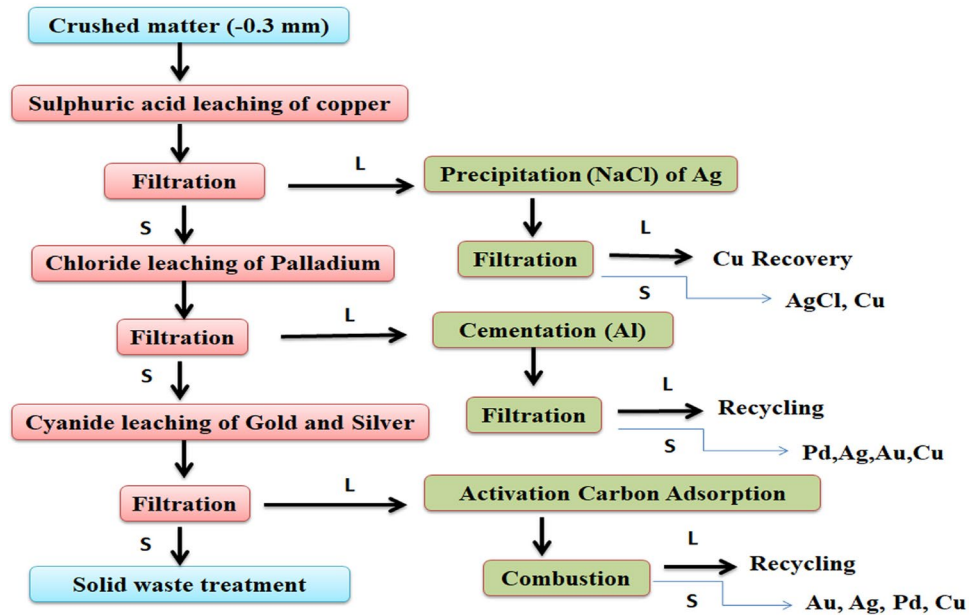 Crushed matter (-0.3 mm)
Sulphuric acid leaching of copper
Filtration
L
Precipitation (NaCl) of Ag
S
L
Chloride leaching of Palladium
Filtration
Cu Recovery
S
AgCl, Cu
Filtration
L
Cementation (Al)
S
L
Cyanide leaching of Gold and Silver
Filtration
Recycling
S
Pd,Ag,Au,Cu
Filtration
L
Activation Carbon Adsorption
S
L
Solid waste treatment
Combustion
Recycling
S
Au, Ag, Pd, Cu